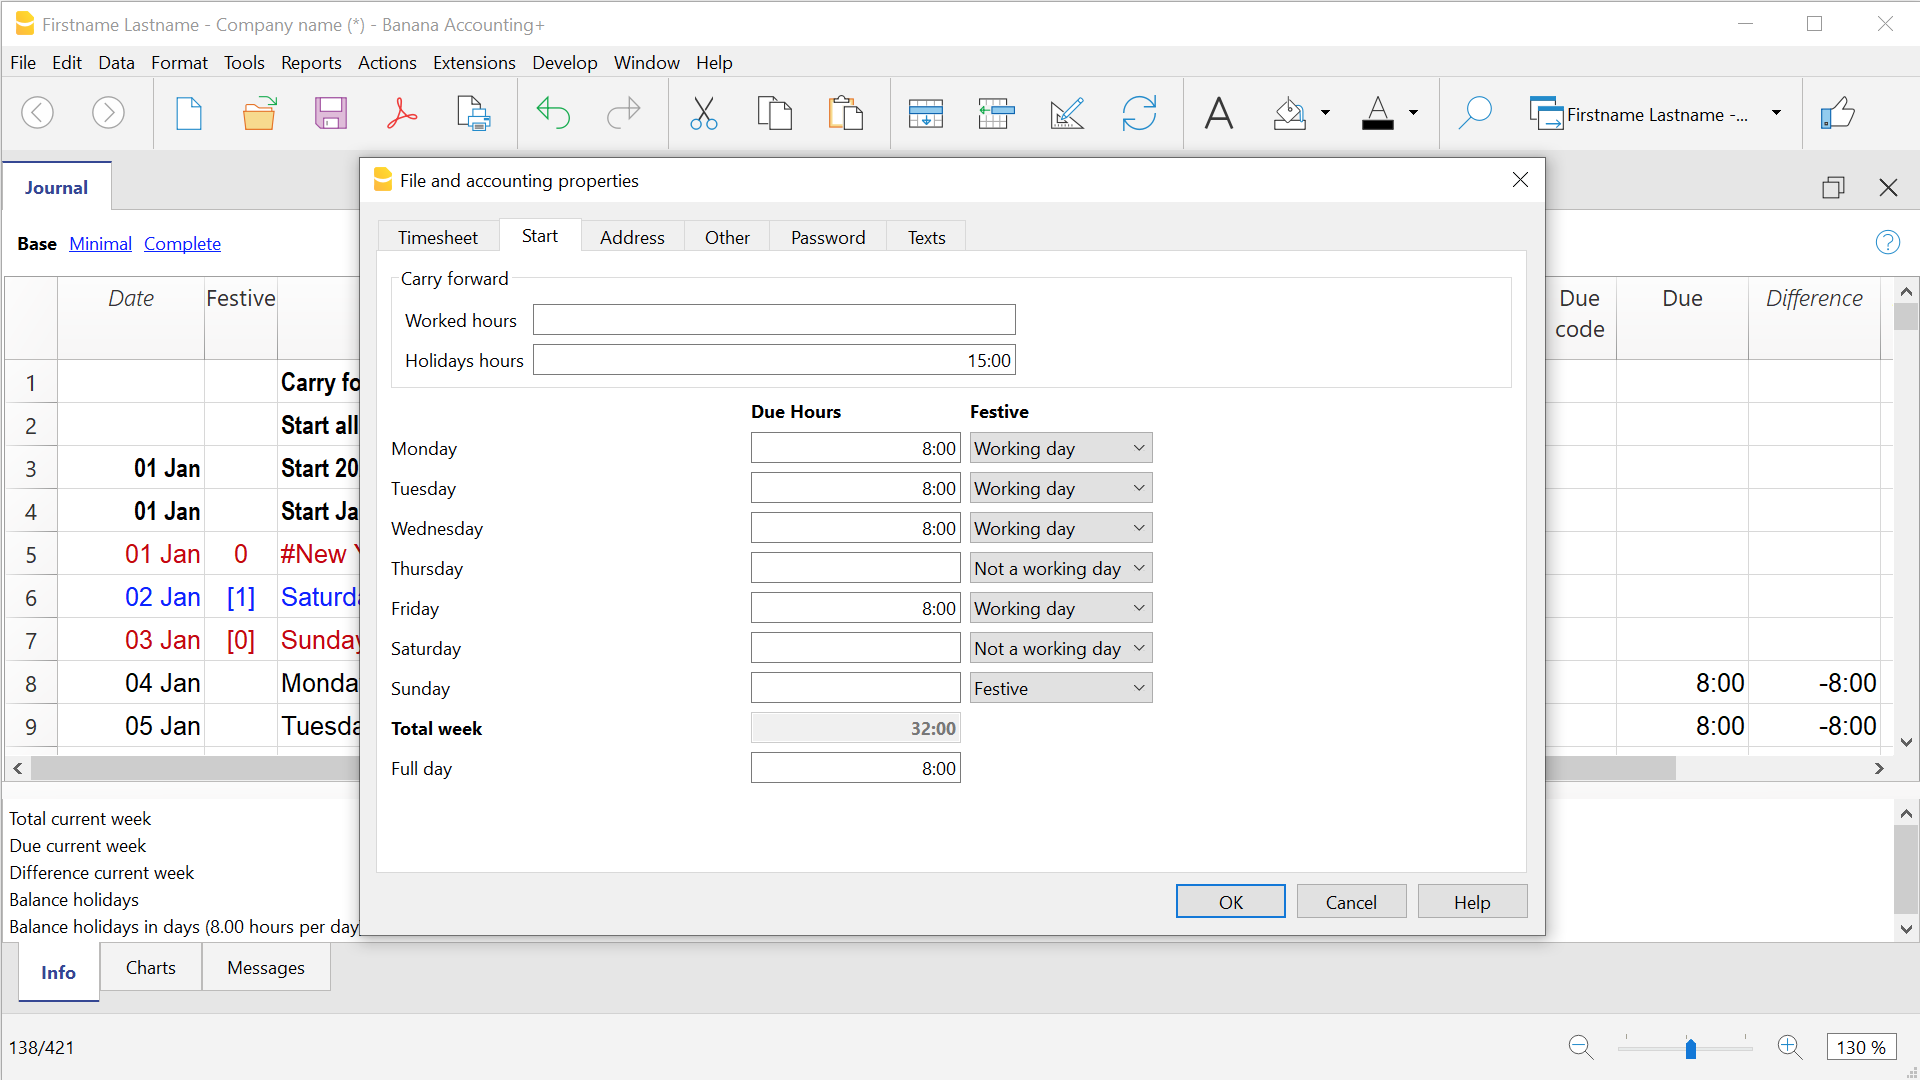 Firstname Lastname - Company name (*) - Banana Accounting+
File Edit Data Format Tools Reports Actions Extensions Develop Window Help
Firstname Lastname -...
Journal
Base Minimal Complete
Date Festive
Due code Due Difference
1 Carry fo
2 Start all
3 01 Jan Start 20
4 01 Jan Start Ja
5 01 Jan 0 #New
6 02 Jan [1] Saturda
7 03 Jan [0] Sunday
8 04 Jan Monda 8:00 -8:00
9 05 Jan Tuesda 8:00 -8:00
File and accounting properties
Timesheet Start Address Other Password Texts
Carry forward
Worked hours
Holidays hours 15:00
Due Hours Festive
Monday 8:00 Working day
Tuesday 8:00 Working day
Wednesday 8:00 Working day
Thursday Not a working day
Friday 8:00 Working day
Saturday Not a working day
Sunday Festive
Total week 32:00
Full day 8:00
OK Cancel Help
Total current week
Due current week
Difference current week
Balance holidays
Balance holidays in days (8.00 hours per day
Info Charts Messages
138/421
130 %